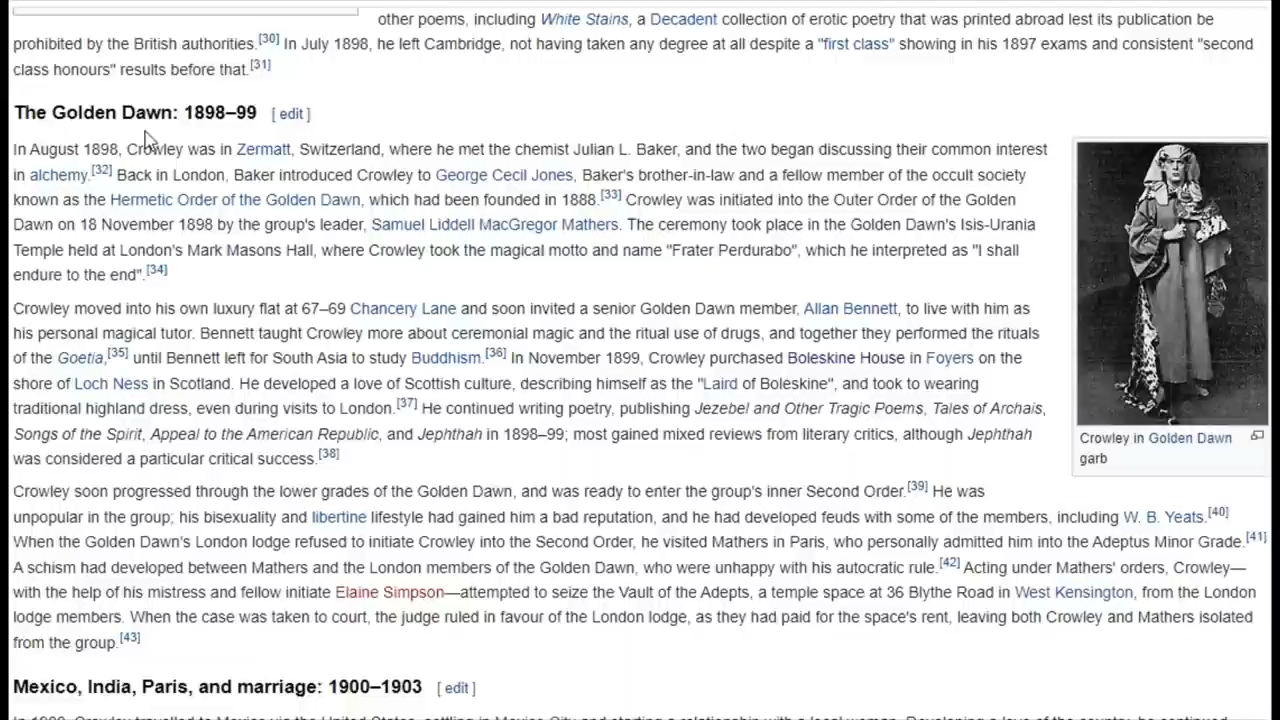 other poems, including White Stains, a Decadent collection of erotic poetry that was printed abroad lest its publication be
prohibited by the British authorities.[30] In July 1898, he left Cambridge, not having taken any degree at all despite a "first class" showing in his 1897 exams and consistent "second
class honours" results before that.[31]
The Golden Dawn: 1898–99 [ edit ]
In August 1898, Crowley was in Zermatt, Switzerland, where he met the chemist Julian L. Baker, and the two began discussing their common interest
in alchemy.[32] Back in London, Baker introduced Crowley to George Cecil Jones, Baker's brother-in-law and a fellow member of the occult society
known as the Hermetic Order of the Golden Dawn, which had been founded in 1888.[33] Crowley was initiated into the Outer Order of the Golden
Dawn on 18 November 1898 by the group's leader, Samuel Liddell MacGregor Mathers. The ceremony took place in the Golden Dawn's Isis-Urania
Temple held at London's Mark Masons Hall, where Crowley took the magical motto and name "Frater Perdurabo", which he interpreted as "I shall
endure to the end".[34]
Crowley moved into his own luxury flat at 67–69 Chancery Lane and soon invited a senior Golden Dawn member, Allan Bennett, to live with him as
his personal magical tutor. Bennett taught Crowley more about ceremonial magic and the ritual use of drugs, and together they performed the rituals
of the Goetia,[35] until Bennett left for South Asia to study Buddhism.[36] In November 1899, Crowley purchased Boleskine House in Foyers on the
shore of Loch Ness in Scotland. He developed a love of Scottish culture, describing himself as the "Laird of Boleskine", and took to wearing
traditional highland dress, even during visits to London.[37] He continued writing poetry, publishing Jezebel and Other Tragic Poems, Tales of Archais,
Songs of the Spirit, Appeal to the American Republic, and Jephthah in 1898–99; most gained mixed reviews from literary critics, although Jephthah
was considered a particular critical success.[38]
Crowley in Golden Dawn
garb
Crowley soon progressed through the lower grades of the Golden Dawn, and was ready to enter the group's inner Second Order.[39] He was
unpopular in the group; his bisexuality and libertine lifestyle had gained him a bad reputation, and he had developed feuds with some of the members, including W. B. Yeats.[40]
When the Golden Dawn's London lodge refused to initiate Crowley into the Second Order, he visited Mathers in Paris, who personally admitted him into the Adeptus Minor Grade.[41]
A schism had developed between Mathers and the London members of the Golden Dawn, who were unhappy with his autocratic rule.[42] Acting under Mathers' orders, Crowley—
with the help of his mistress and fellow initiate Elaine Simpson—attempted to seize the Vault of the Adepts, a temple space at 36 Blythe Road in West Kensington, from the London
lodge members. When the case was taken to court, the judge ruled in favour of the London lodge, as they had paid for the space's rent, leaving both Crowley and Mathers isolated
from the group.[43]
Mexico, India, Paris, and marriage: 1900–1903 [ edit ]
In 1900, Crowley travelled to Mexico via the United States, settling in Mexico City and starting a relationship with a local woman. Developing a love of the country, he continued